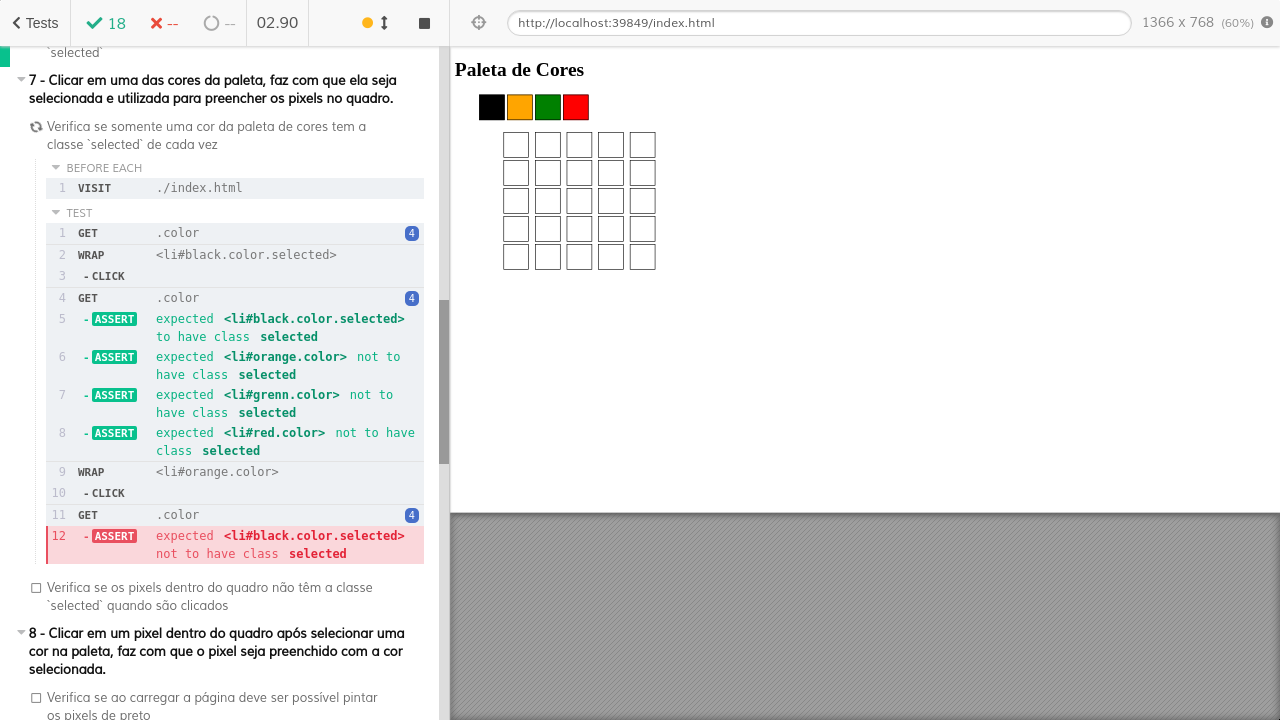 Tests
18
--
--
02.90
http://localhost:39849/index.html
1366 x 768 (60%)
`selected`
7 - Clicar em uma das cores da paleta, faz com que ela seja
selecionada e utilizada para preencher os pixels no quadro.
Verifica se somente uma cor da paleta de cores tem a
classe `selected` de cada vez
BEFORE EACH
1 VISIT ./index.html
TEST
1 GET .color 4
2 WRAP <li#black.color.selected>
3 -CLICK
4 GET .color 4
5 -ASSERT expected <li#black.color.selected>
to have class selected
6 -ASSERT expected <li#orange.color> not to
have class selected
7 -ASSERT expected <li#grenn.color> not to
have class selected
8 -ASSERT expected <li#red.color> not to have
class selected
9 WRAP <li#orange.color>
10 -CLICK
11 GET .color 4
12 -ASSERT expected <li#black.color.selected>
not to have class selected
Verifica se os pixels dentro do quadro não têm a classe
`selected` quando são clicados
8 - Clicar em um pixel dentro do quadro após selecionar uma
cor na paleta, faz com que o pixel seja preenchido com a cor
selecionada.
Verifica se ao carregar a página deve ser possível pintar
os pixels de preto
Paleta de Cores